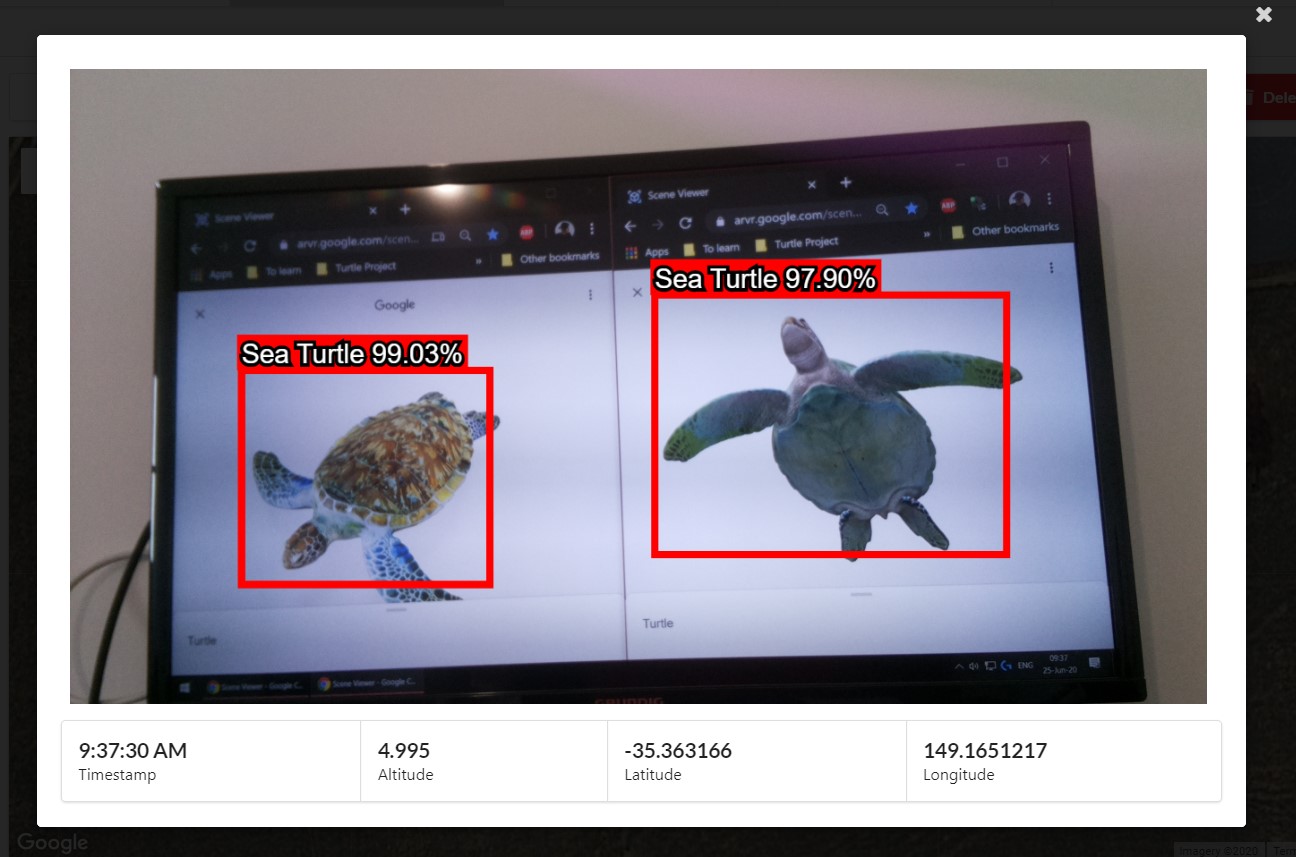 Dele
Scene Viewer
arvr.google.com/scen...
ABP
Apps
To learn
Turtle Project
»
Other bookmarks
Google
Sea Turtle 99.03%
Turtle
Scene Viewer
arvr.google.com/scen...
ABP
Apps
To learn
Turtle Project
»
Other bookmarks
Sea Turtle 97.90%
Turtle
Scene Viewer - Google C...
Scene Viewer - Google C...
ENG
09:37
25-Jun-20
GRUNDIG
9:37:30 AM
Timestamp
4.995
Altitude
-35.363166
Latitude
149.1651217
Longitude
Google
Imagery ©2020
Terr